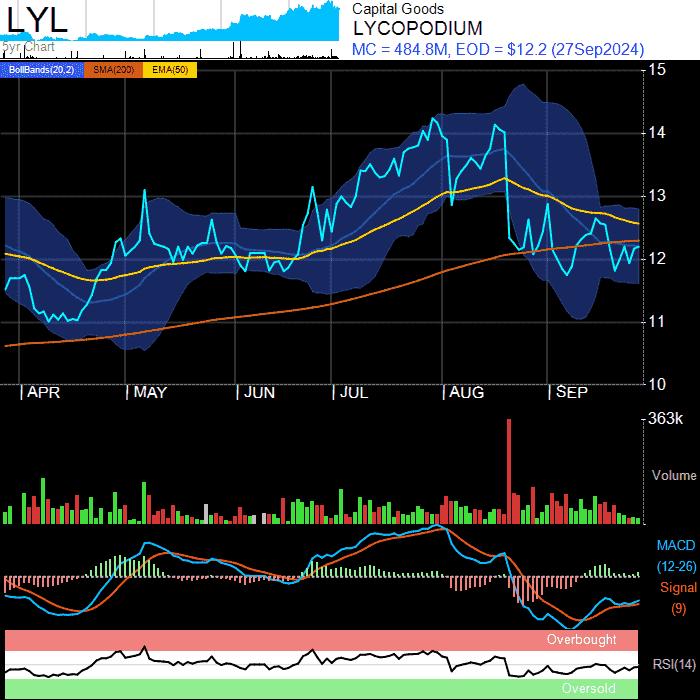 LYL
5yr Chart
Capital Goods
LYCOPODIUM
MC = 484.8M, EOD = $12.2 (27Sep2024)
BollBands(20,2) SMA(200) EMA(50)
15
14
13
12
11
10
APR MAY JUN JUL AUG SEP
363k
Volume
MACD
(12-26)
Signal
(9)
Overbought
RSI(14)
Oversold